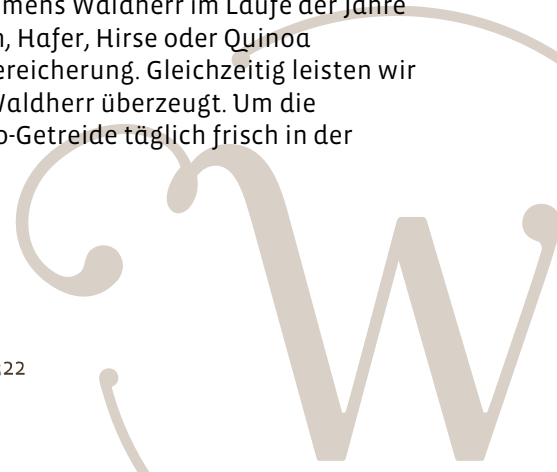 mens Waldherr im Laufe der Jahre
, Hafer, Hirse oder Quinoa
ereicherung. Gleichzeitig leisten wir
Waldherr überzeugt. Um die
o-Getreide täglich frisch in der
W
22